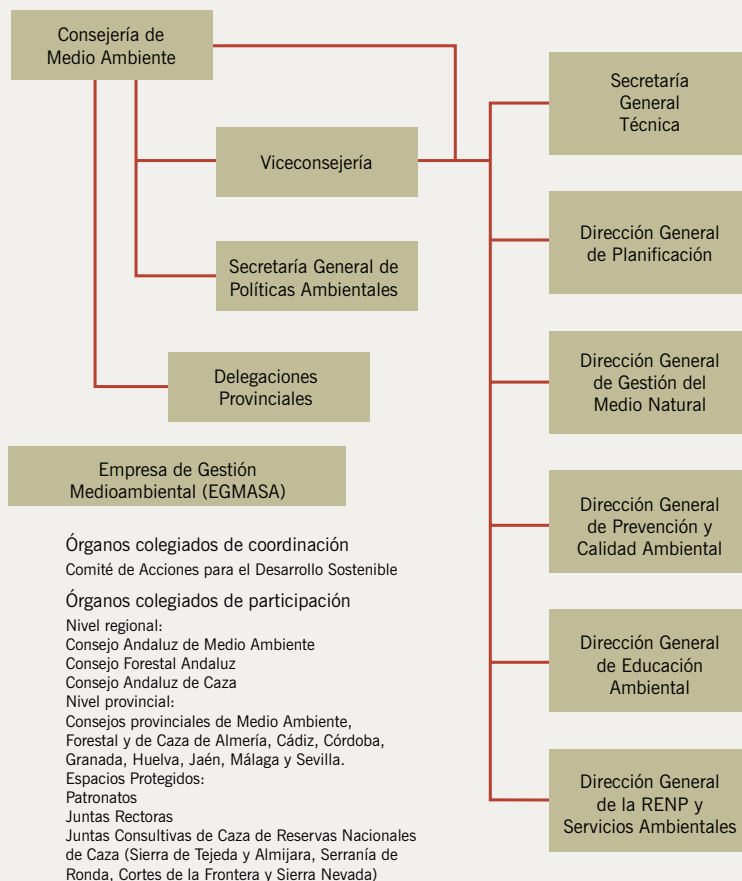 Consejería de
Medio Ambiente
Viceconsejería
Secretaría General de
Políticas Ambientales
Delegaciones
Provinciales
Empresa de Gestión
Medioambiental (EGMASA)
Órganos colegiados de coordinación
Comité de Acciones para el Desarrollo Sostenible
Órganos colegiados de participación
Nivel regional:
Consejo Andaluz de Medio Ambiente
Consejo Forestal Andaluz
Consejo Andaluz de Caza
Nivel provincial:
Consejos provinciales de Medio Ambiente,
Forestal y de Caza de Almería, Cádiz, Córdoba,
Granada, Huelva, Jaén, Málaga y Sevilla.
Espacios Protegidos:
Patronatos
Juntas Rectoras
Juntas Consultivas de Caza de Reservas Nacionales
de Caza (Sierra de Tejeda y Almijara, Serranía de
Ronda, Cortes de la Frontera y Sierra Nevada)
Secretaría
General
Técnica
Dirección General
de Planificación
Dirección General
de Gestión del
Medio Natural
Dirección General
de Prevención y
Calidad Ambiental
Dirección General
de Educación
Ambiental
Dirección General
de la RENP y
Servicios Ambientales